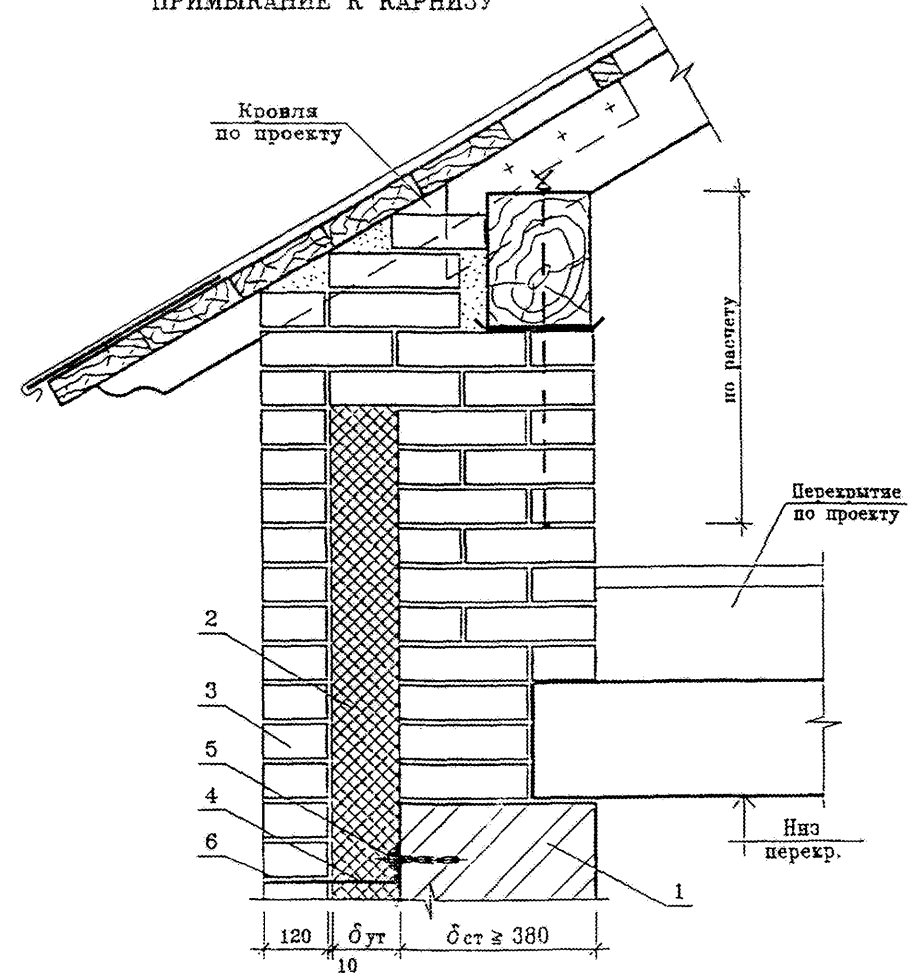 ПРИМЫКАНИЕ К КАРНИЗУ
Кровля
по проекту
по расчету
Перекрытие
по проекту
2
3
5
4
6
Низ
перекр.
1
120
δут
δст ≥ 380
10